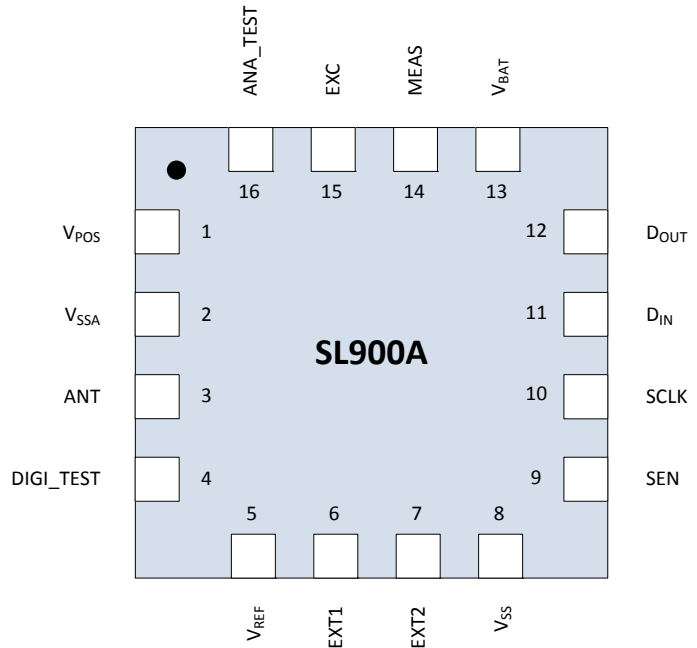 ANA_TEST
EXC
MEAS
VBAT
16
15
14
13
VPOS
1
12
DOUT
VSSA
2
11
DIN
SL900A
ANT
3
10
SCLK
DIGI_TEST
4
9
SEN
5
6
7
8
VREF
EXT1
EXT2
VSS